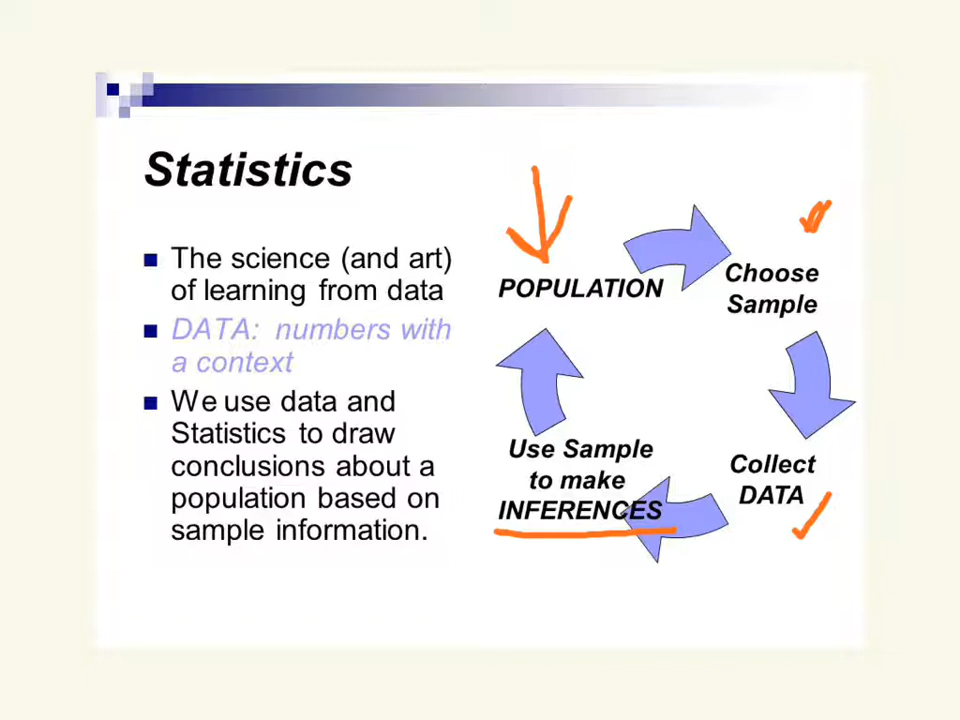 Statistics
The science (and art)
of learning from data
DATA: numbers with
a context
We use data and
Statistics to draw
conclusions about a
population based on
sample information.
POPULATION
Choose
Sample
Collect
DATA
Use Sample
to make
INFERENCES